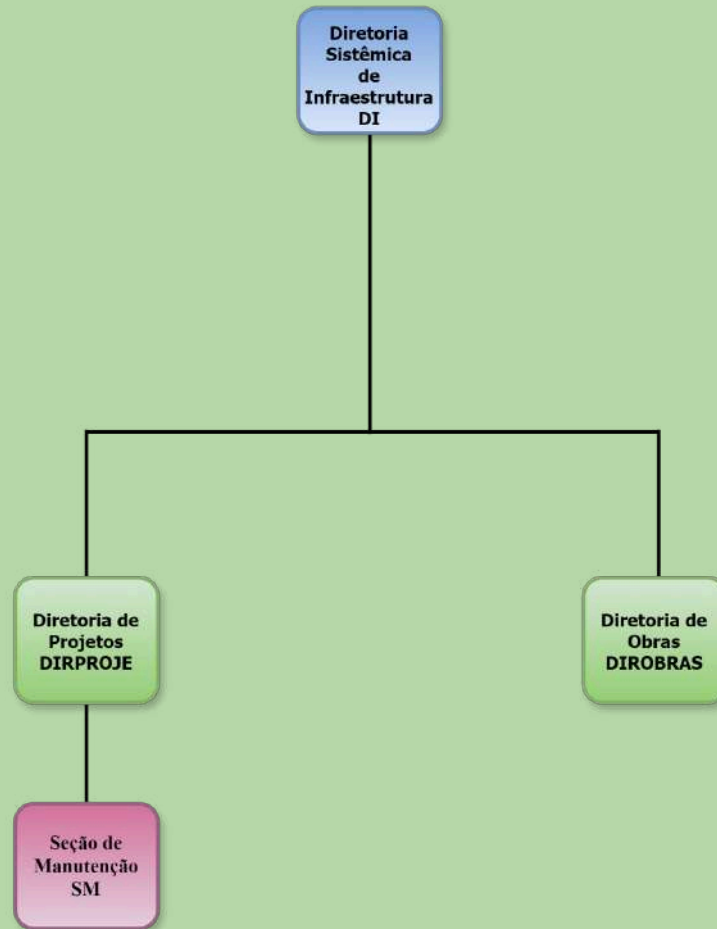 Diretoria
Sistêmica
de
Infraestrutura
DI
Diretoria de
Projetos
DIRPROJE
Diretoria de
Obras
DIROBRAS
Seção de
Manutenção
SM